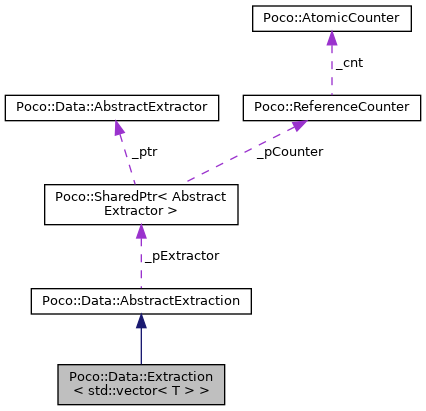 Poco::AtomicCounter
_cnt
Poco::Data::AbstractExtractor
Poco::ReferenceCounter
_ptr
_pCounter
Poco::SharedPtr< Abstract
Extractor >
_pExtractor
Poco::Data::AbstractExtraction
Poco::Data::Extraction
< std::vector< T > >